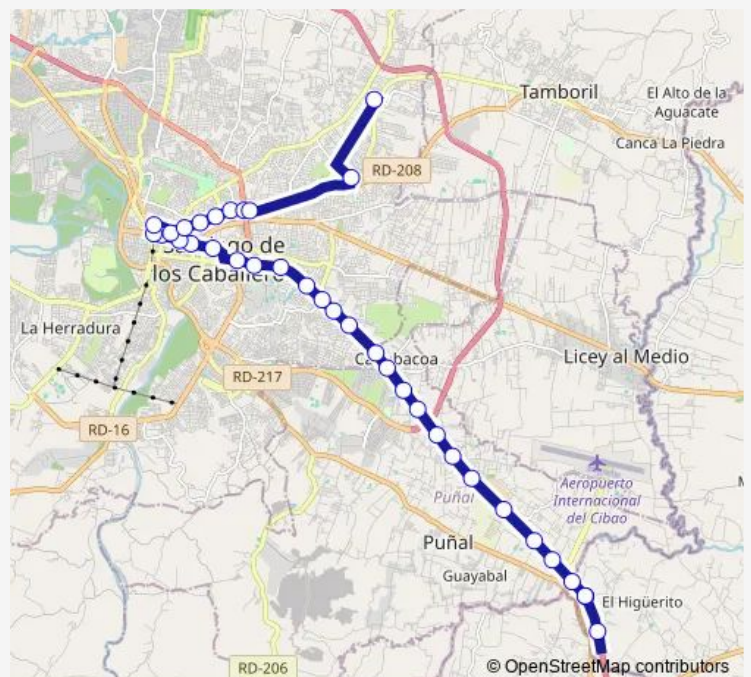 Tamboril
El Alto de la
Aguacate
Canca La Piedra
RD-208
Santiago de
los Caballeros
La Herradura
Licey al Medio
RD-217
RD-16
Aeropuerto
Internacional
del Cibao
Puñal
Puñal
Guayabal
El Higüerito
RD-206
© OpenStreetMap contributors